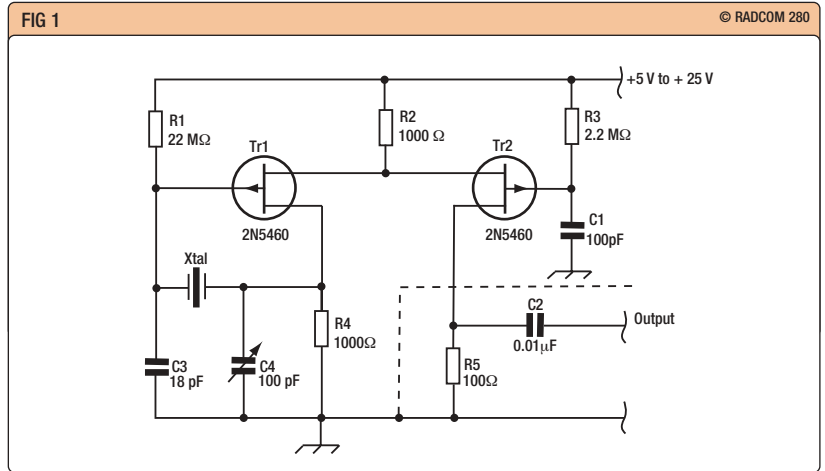 FIG 1
© RADCOM 280
+5 V to + 25 V
R1
22 MΩ
R2
1000 Ω
R3
2.2 MΩ
Tr1
Tr2
2N5460
2N5460
C1
100pF
Xtal
C2
Output
0.01µF
R4
1000Ω
C3
18 pF
C4
100 pF
R5
100Ω